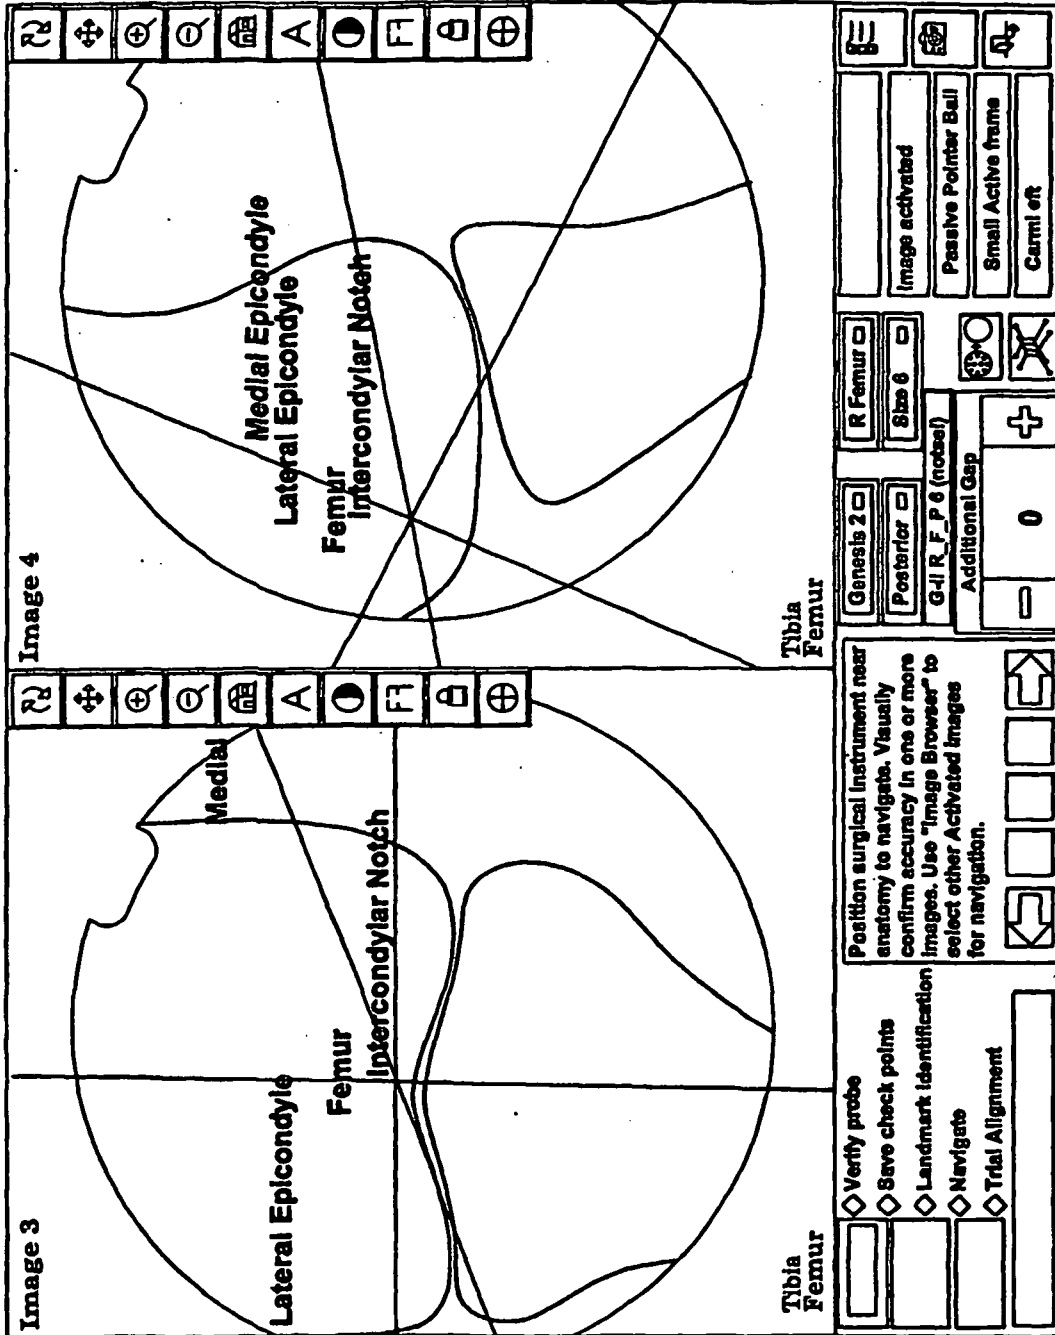 Image 3
Medial
Lateral Epicondyle
Femur
Intercondylar Notch
Tibia
Femur
A
Image 4
Medial Epicondyle
Lateral Epicondyle
Femur
Intercondylar Notch
Tibia
Femur
A
Verify probe
Save check points
Landmark Identification
Navigate
Trial Alignment
Position surgical instrument near
anatomy to navigate. Visually
confirm accuracy in one or more
images. Use "Image Browser" to
select other Activated images
for navigation.
Genesis 2
R Femur
Posterior
Size 6
G-II R_F_P 6 (notsel)
Additional Gap
0
Image activated
Passive Pointer Ball
Small Active frame